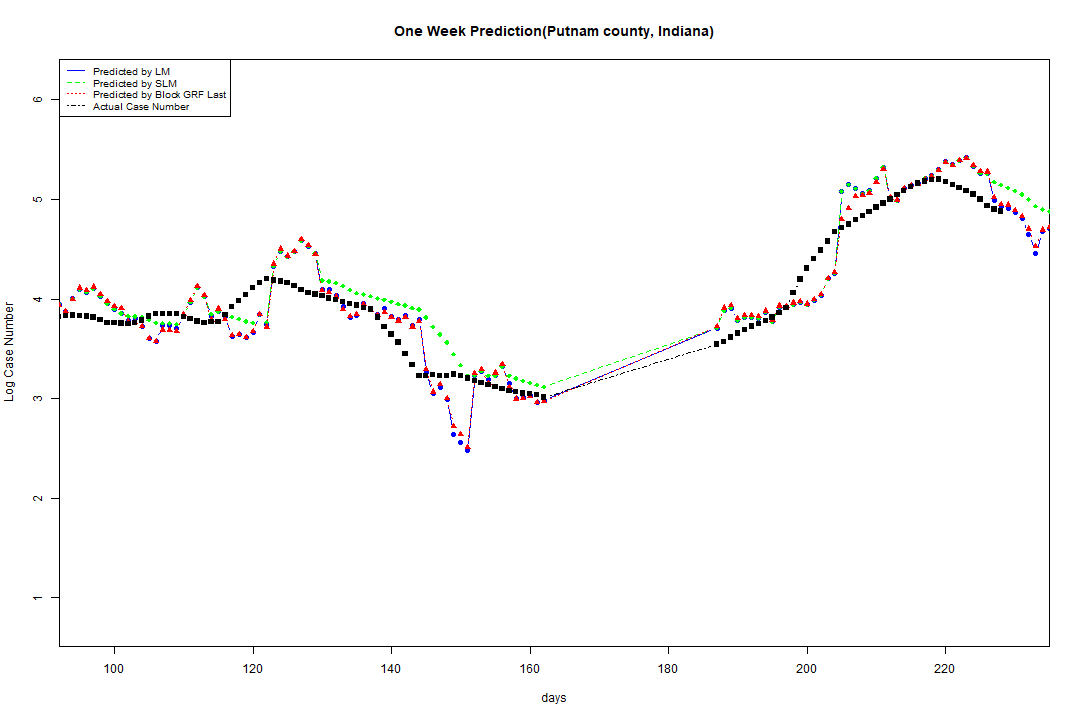 One Week Prediction(Putnam county, Indiana)
Predicted by LM
Predicted by SLM
Predicted by Block GRF Last
Actual Case Number
Log Case Number
6
5
4
3
2
1
100 120 140 160 180 200 220
days